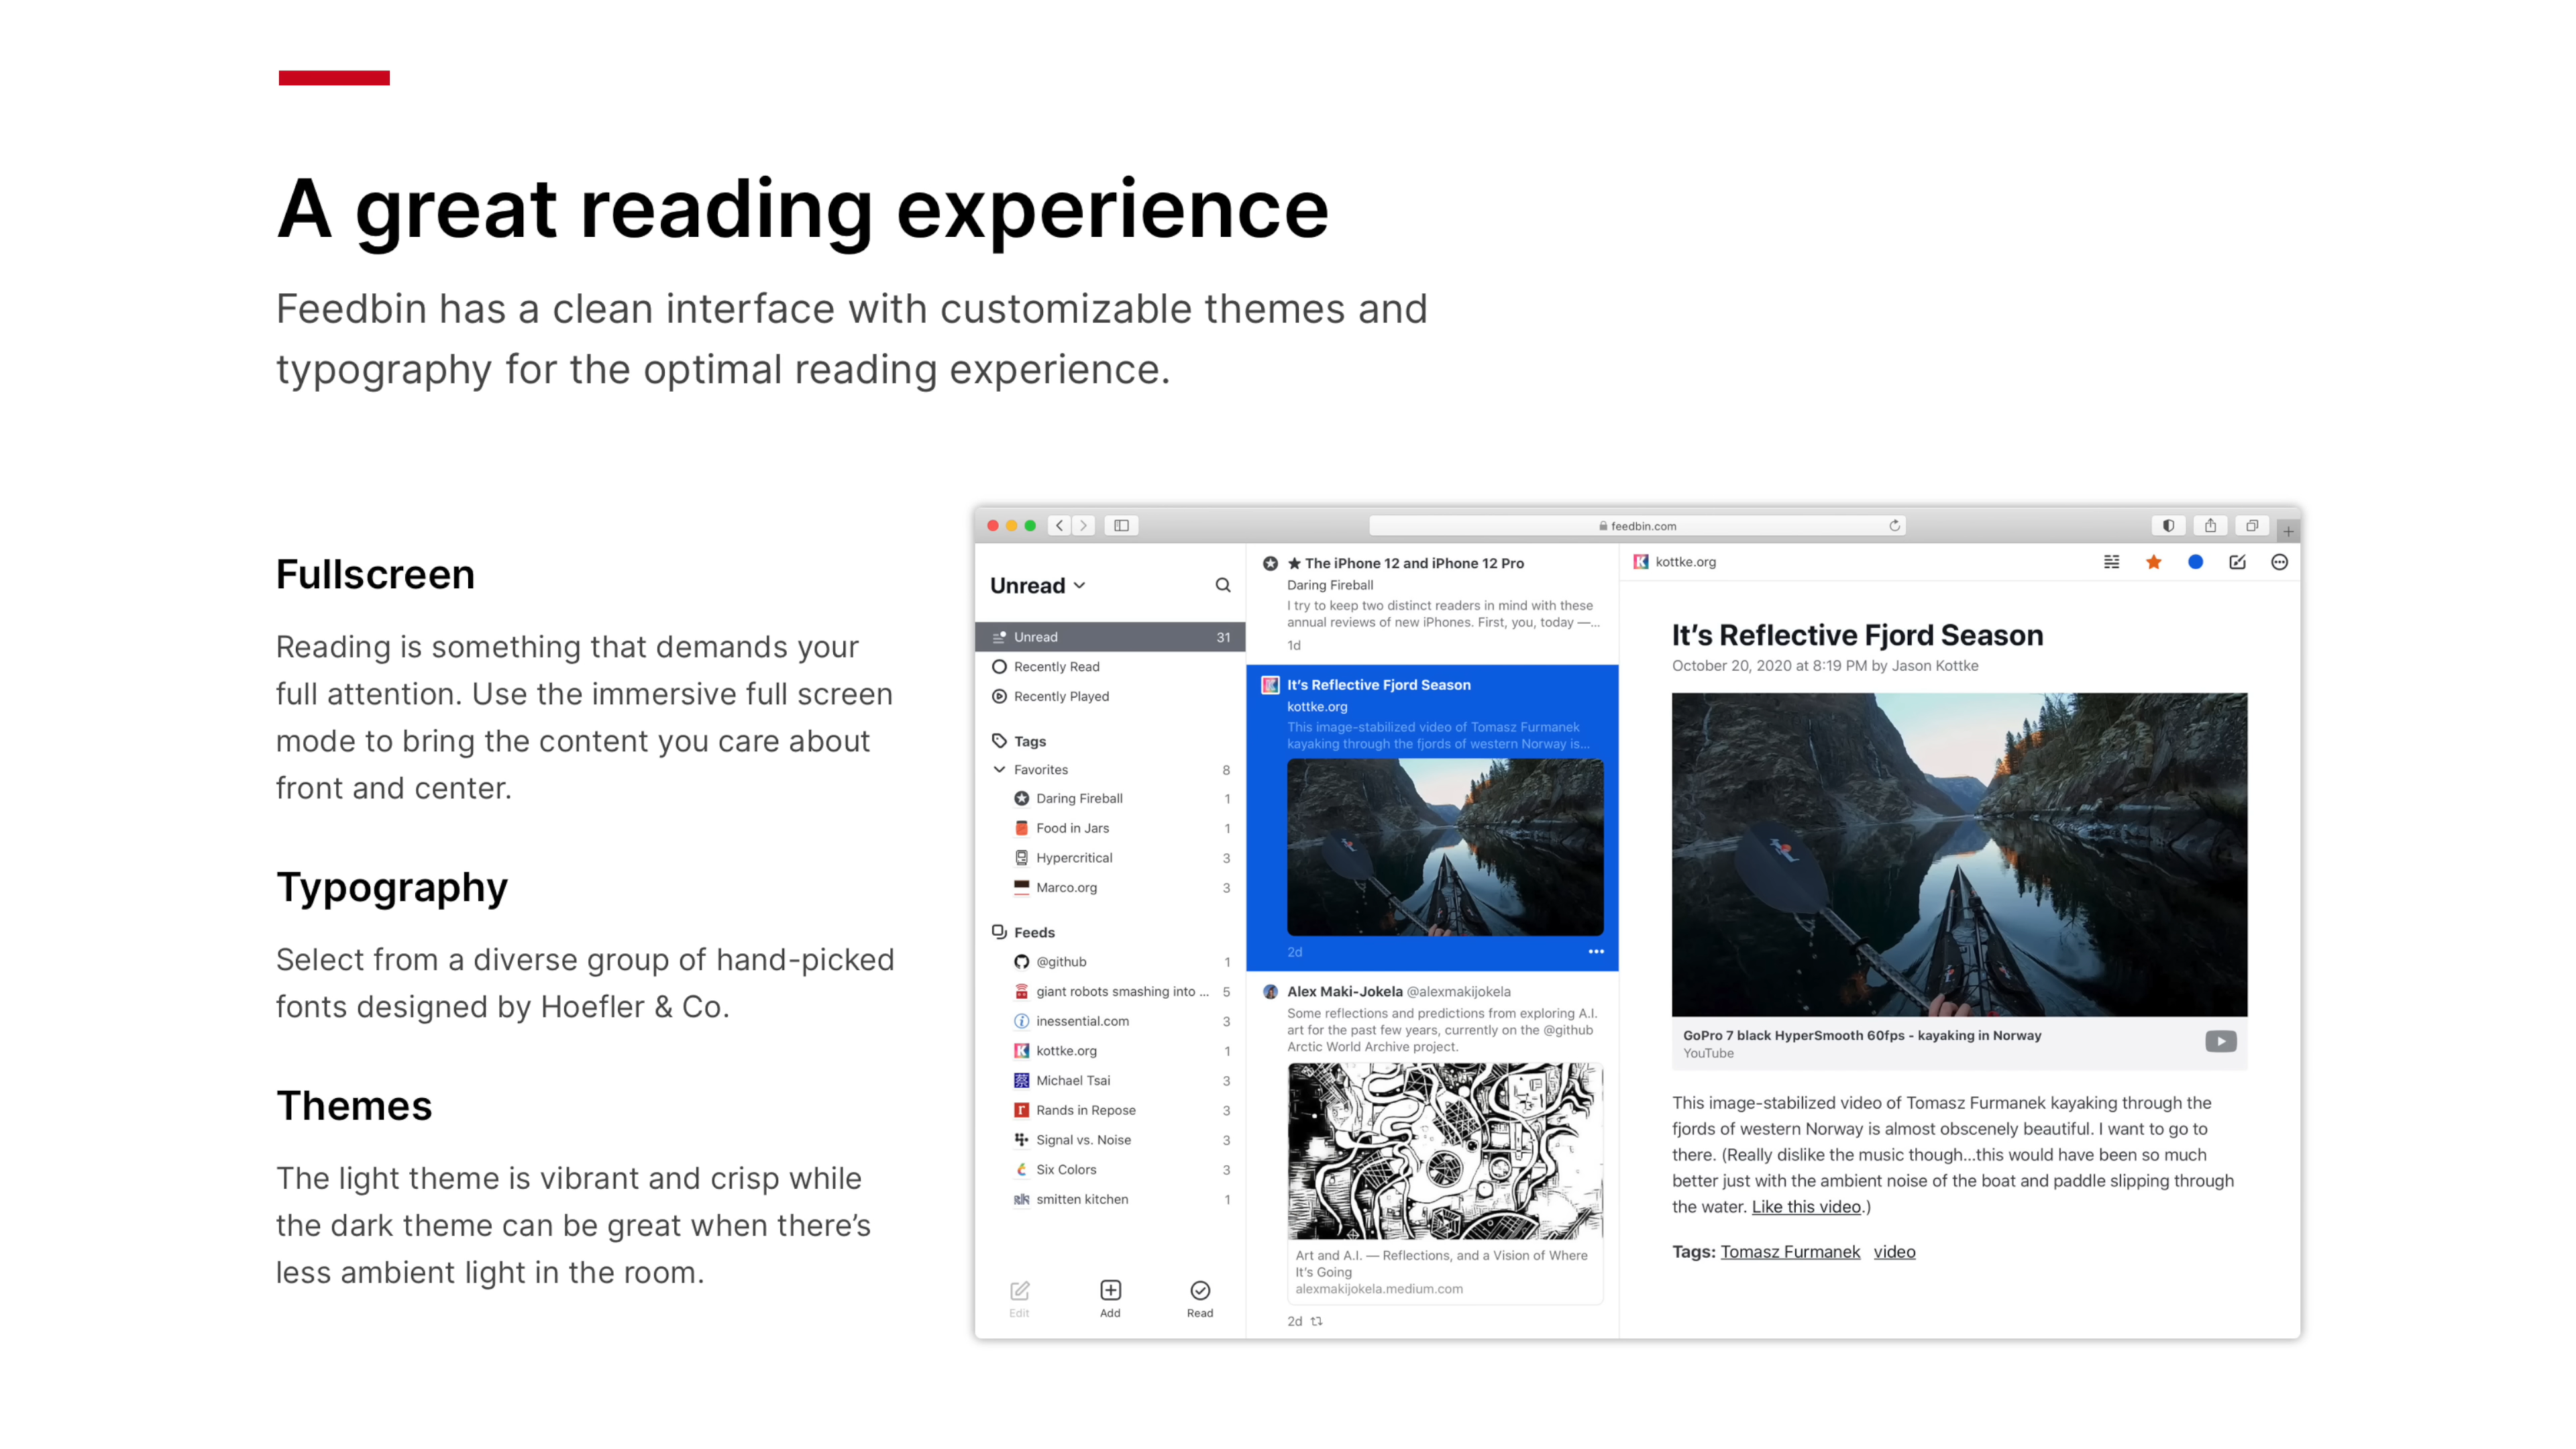 A great reading experience
Feedbin has a clean interface with customizable themes and
typography for the optimal reading experience.
Fullscreen
Reading is something that demands your
full attention. Use the immersive full screen
mode to bring the content you care about
front and center.
Typography
Select from a diverse group of hand-picked
fonts designed by Hoefler & Co.
Themes
The light theme is vibrant and crisp while
the dark theme can be great when there’s
less ambient light in the room.
feedbin.com
Unread
Unread 31
Recently Read
Recently Played
Tags
Favorites 8
Daring Fireball 1
Food in Jars 1
Hypercritical 3
Marco.org 3
Feeds
@github 1
giant robots smashing into ... 5
inessential.com 3
kottke.org 1
Michael Tsai 3
Rands in Repose 3
Signal vs. Noise 3
Six Colors 3
smitten kitchen 1
Edit Add Read
★ The iPhone 12 and iPhone 12 Pro
Daring Fireball
I try to keep two distinct readers in mind with these
annual reviews of new iPhones. First, you, today —...
1d
It’s Reflective Fjord Season
kottke.org
This image-stabilized video of Tomasz Furmanek
kayaking through the fjords of western Norway is...
2d
Alex Maki-Jokela @alexmakijokela
Some reflections and predictions from exploring A.I.
art for the past few years, currently on the @github
Arctic World Archive project.
Art and A.I. — Reflections, and a Vision of Where
It’s Going
alexmakijokela.medium.com
2d
kottke.org
It’s Reflective Fjord Season
October 20, 2020 at 8:19 PM by Jason Kottke
GoPro 7 black HyperSmooth 60fps - kayaking in Norway
YouTube
This image-stabilized video of Tomasz Furmanek kayaking through the
fjords of western Norway is almost obscenely beautiful. I want to go to
there. (Really dislike the music though...this would have been so much
better just with the ambient noise of the boat and paddle slipping through
the water. Like this video.)
Tags: Tomasz Furmanek video